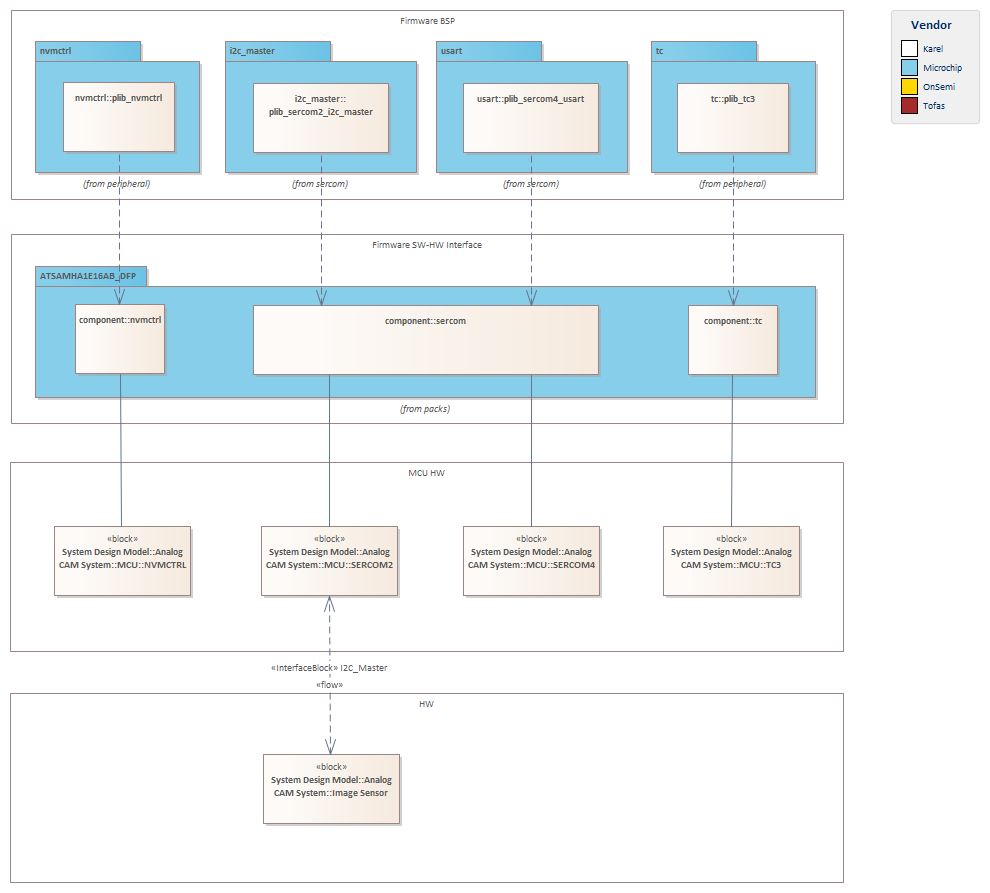 Firmware BSP
nvmctrl
nvmctrl::plib_nvmctrl
(from peripheral)
i2c_master
i2c_master::
plib_sercom2_i2c_master
(from sercom)
usart
usart::plib_sercom4_usart
(from sercom)
tc
tc::plib_tc3
(from peripheral)
Vendor
Karel
Microchip
OnSemi
Tofas
Firmware SW-HW Interface
ATSAMHA1E16AB_DFP
component::nvmctrl
component::sercom
component::tc
(from packs)
MCU HW
«block»
System Design Model::Analog
CAM System::MCU::NVMCTRL
«block»
System Design Model::Analog
CAM System::MCU::SERCOM2
«block»
System Design Model::Analog
CAM System::MCU::SERCOM4
«block»
System Design Model::Analog
CAM System::MCU::TC3
«InterfaceBlock» I2C_Master
«flow»
HW
«block»
System Design Model::Analog
CAM System::Image Sensor